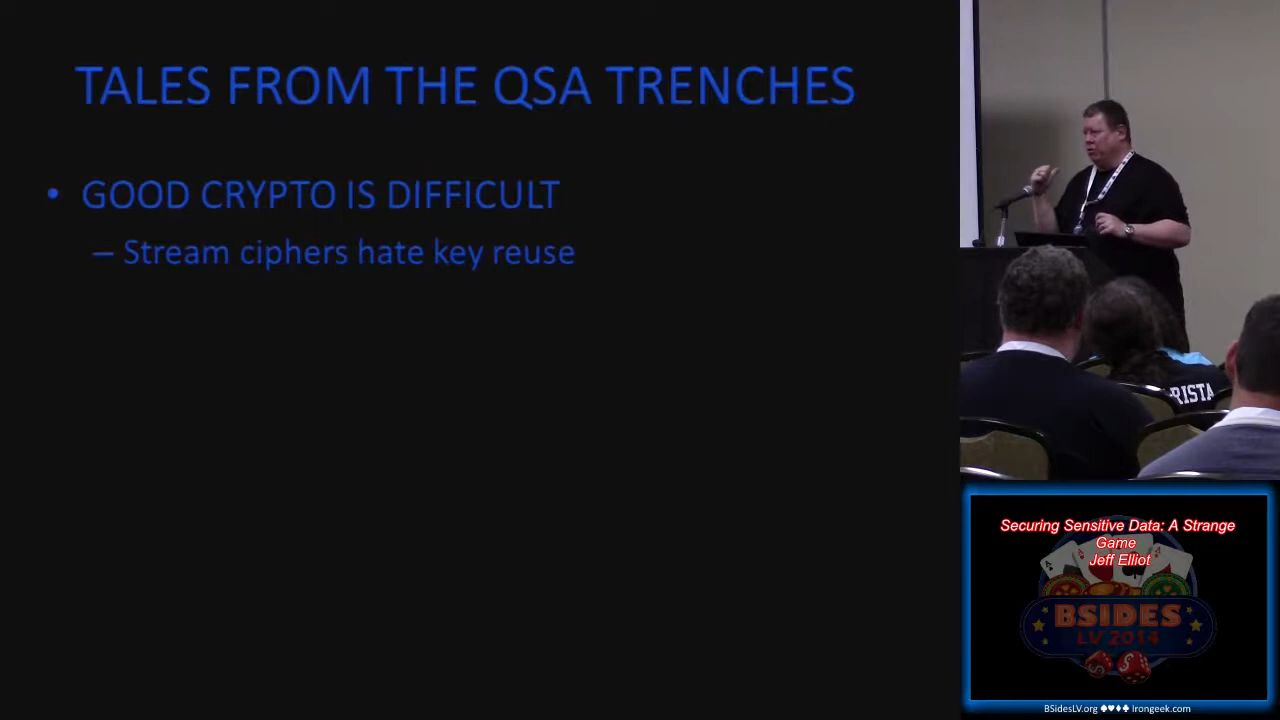 TALES FROM THE QSA TRENCHES
• GOOD CRYPTO IS DIFFICULT
– Stream ciphers hate key reuse
RISTA
Securing Sensitive Data: A Strange
Game
Jeff Elliot
BSIDES
LV 2014
BSidesLV.org ♠♥♦♣ Irongeek.com